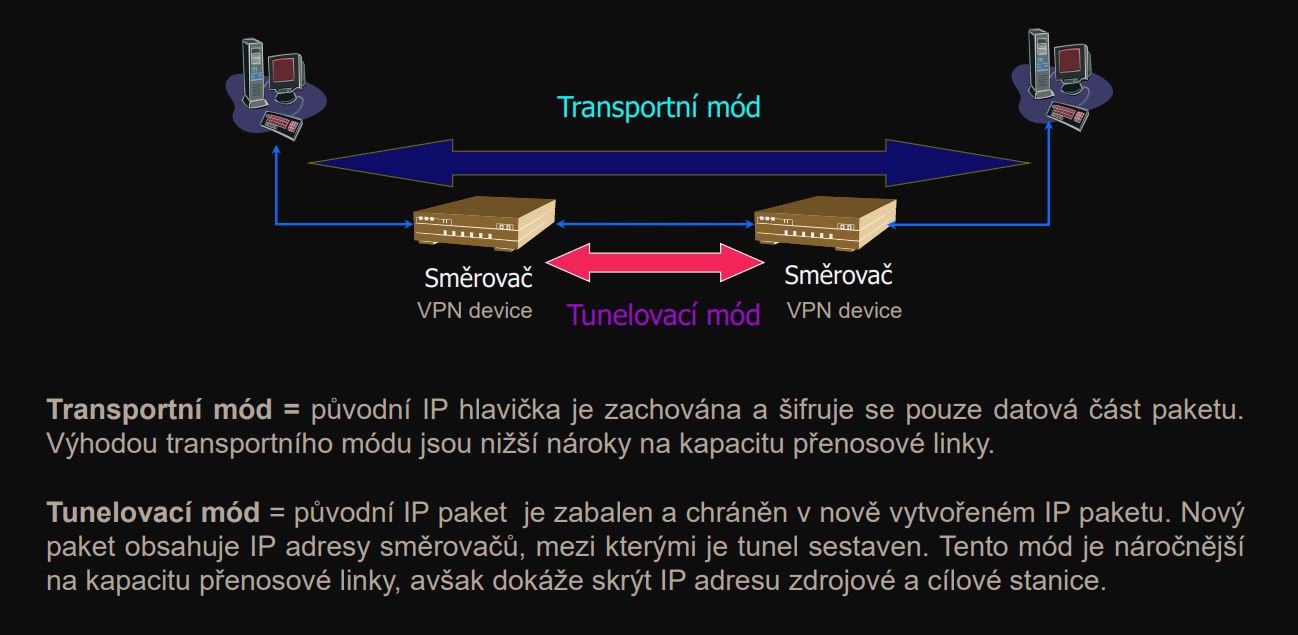 Transportní mód
Směrovač
Směrovač
VPN device
Tunelovací mód
VPN device
Transportní mód = původní IP hlavička je zachována a šifruje se pouze datová část paketu.
Výhodou transportního módu jsou nižší nároky na kapacitu přenosové linky.
Tunelovací mód = původní IP paket je zabalen a chráněn v nově vytvořeném IP paketu. Nový
paket obsahuje IP adresy směrovačů, mezi kterými je tunel sestaven. Tento mód je náročnější
na kapacitu přenosové linky, avšak dokáže skrýt IP adresu zdrojové a cílové stanice.